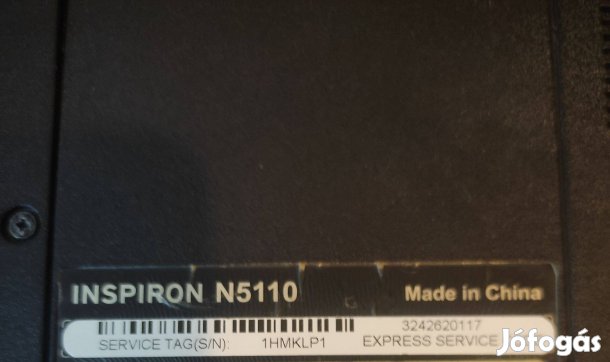 INSPIRON N5110 Made in China
3242620117
SERVICE TAG(S/N): 1HMKLP1 EXPRESS SERVICE
Jófogás